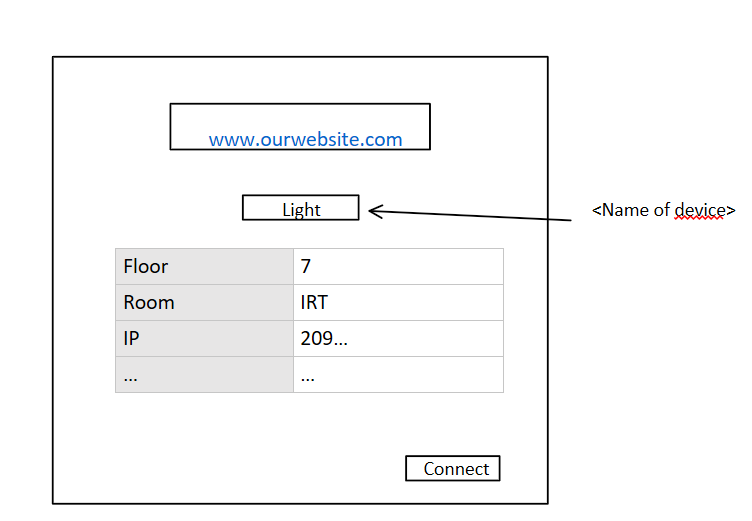 www.ourwebsite.com
Light
<Name of device>
Floor 7
Room IRT
IP 209...
... ...
Connect